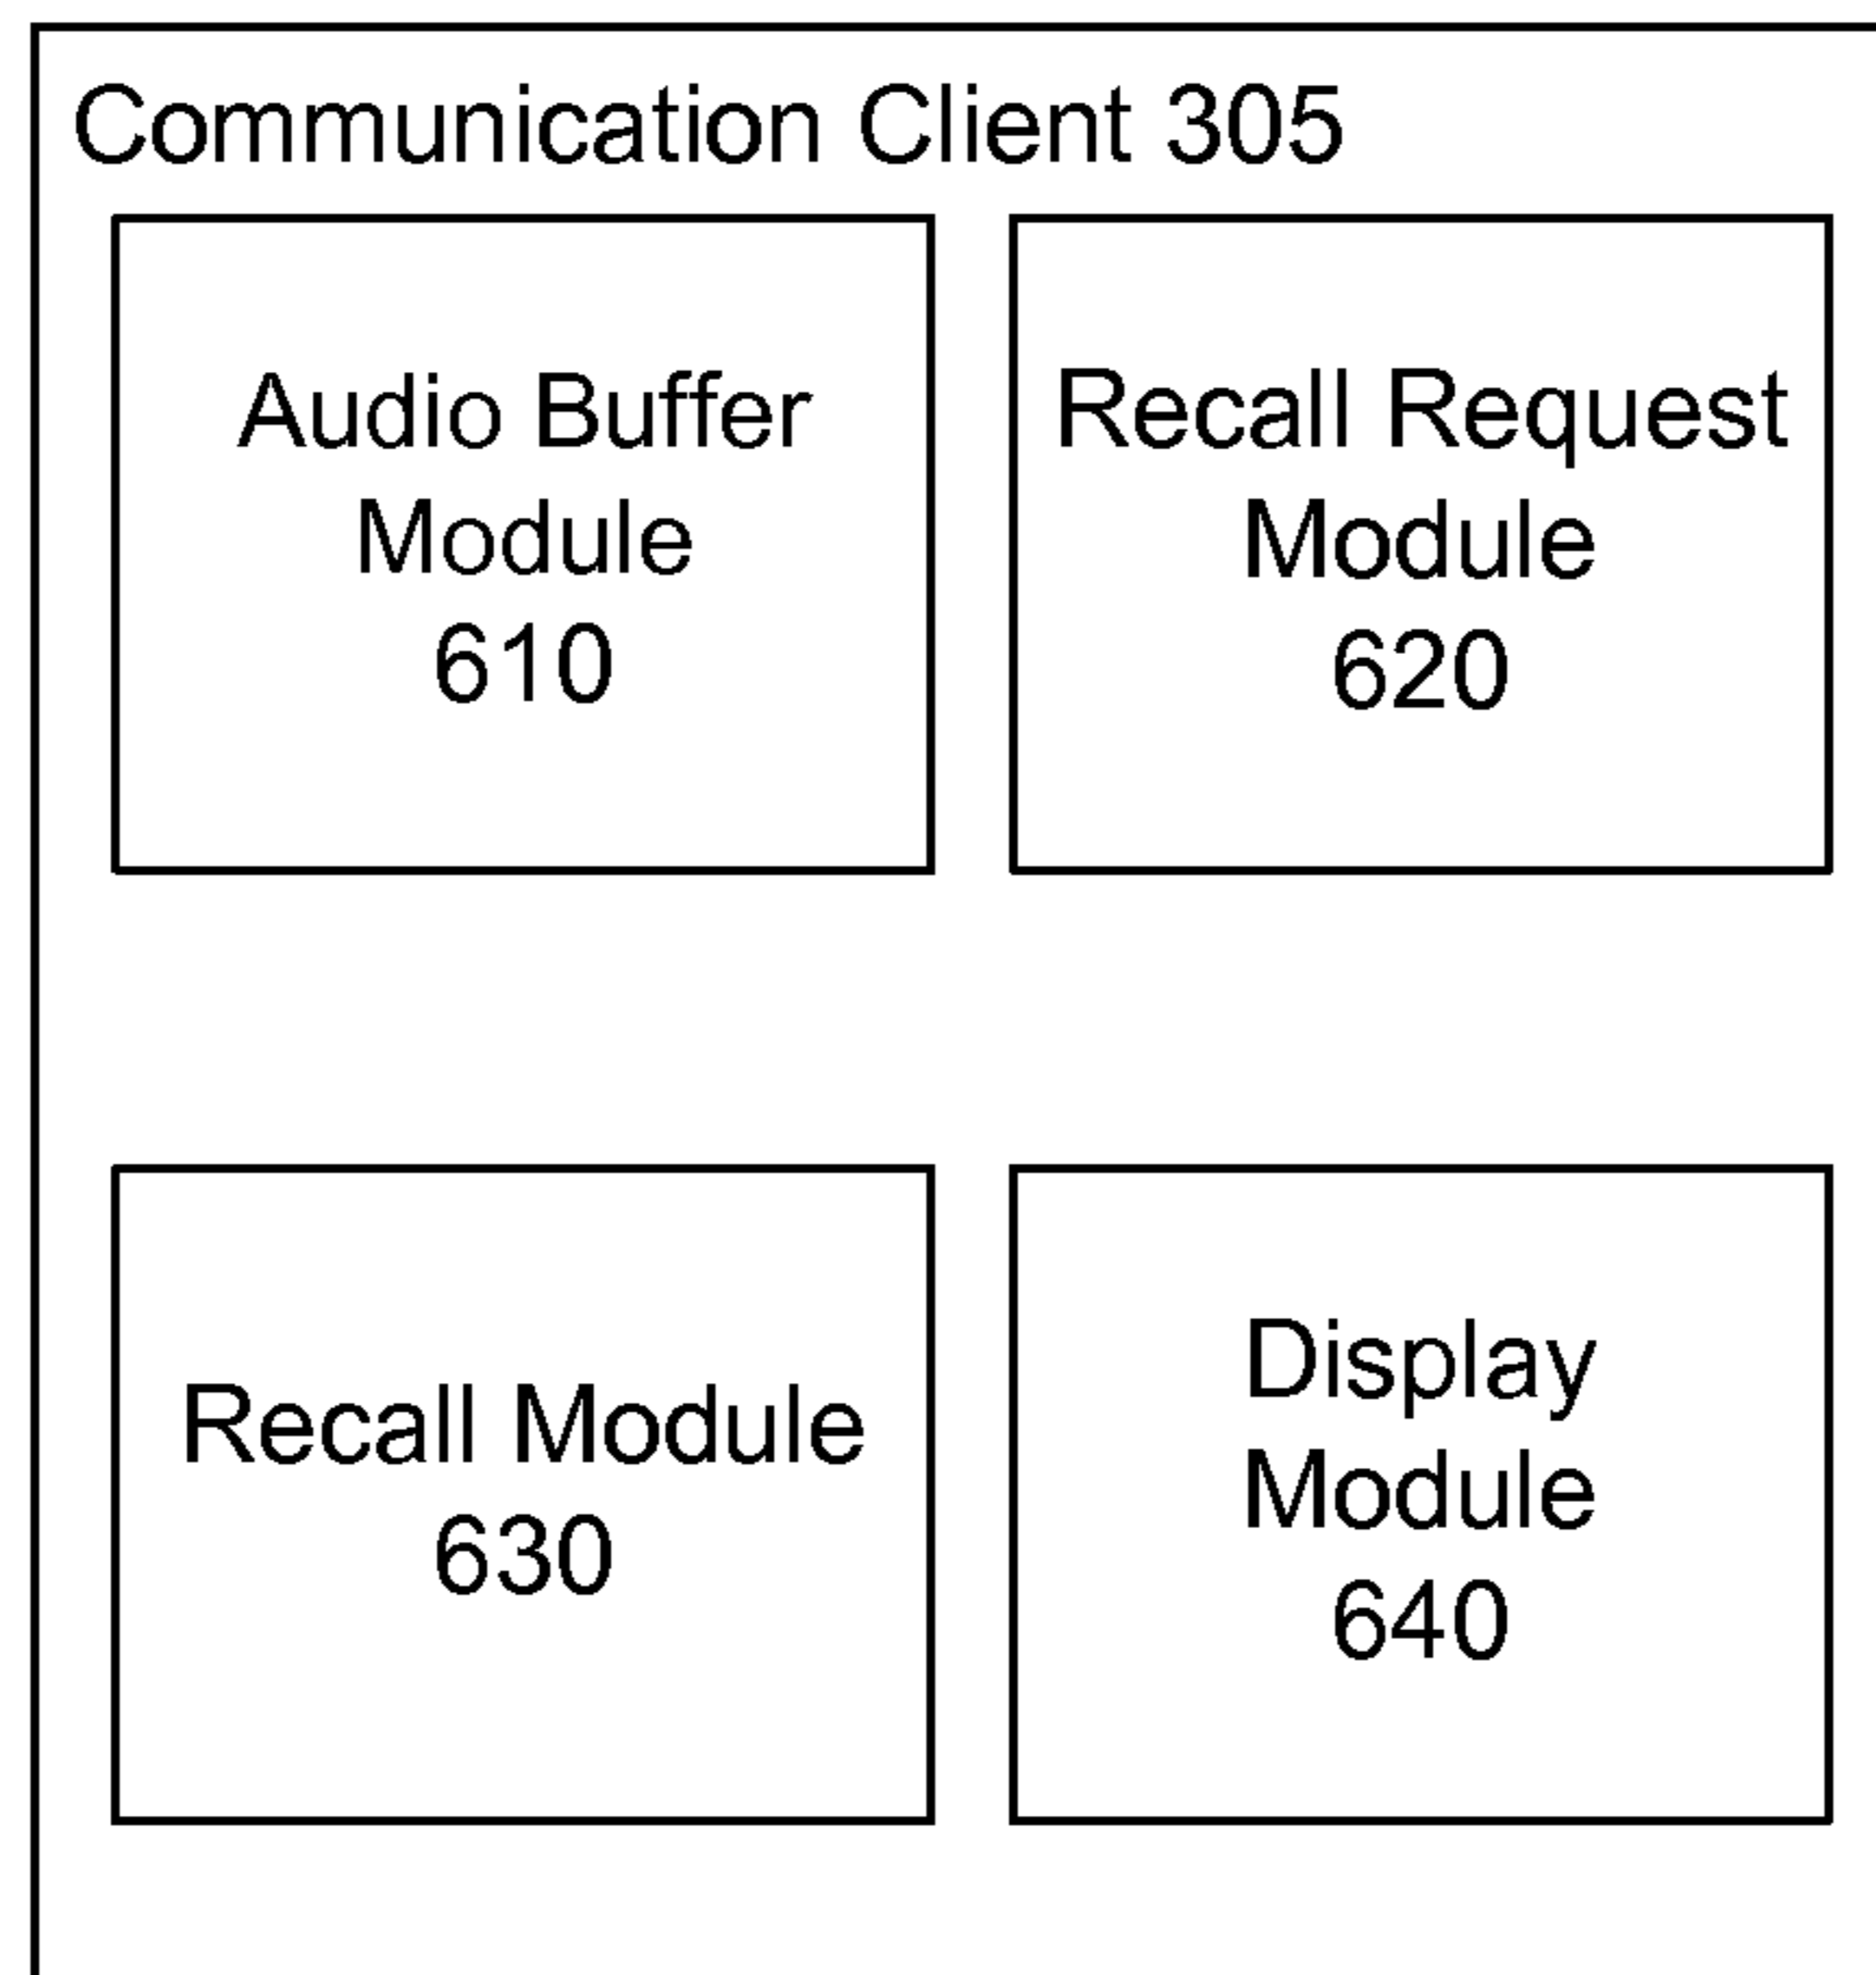 Communication Client 305
Audio Buffer
Module
610
Recall Request
Module
620
Recall Module
630
Display
Module
640